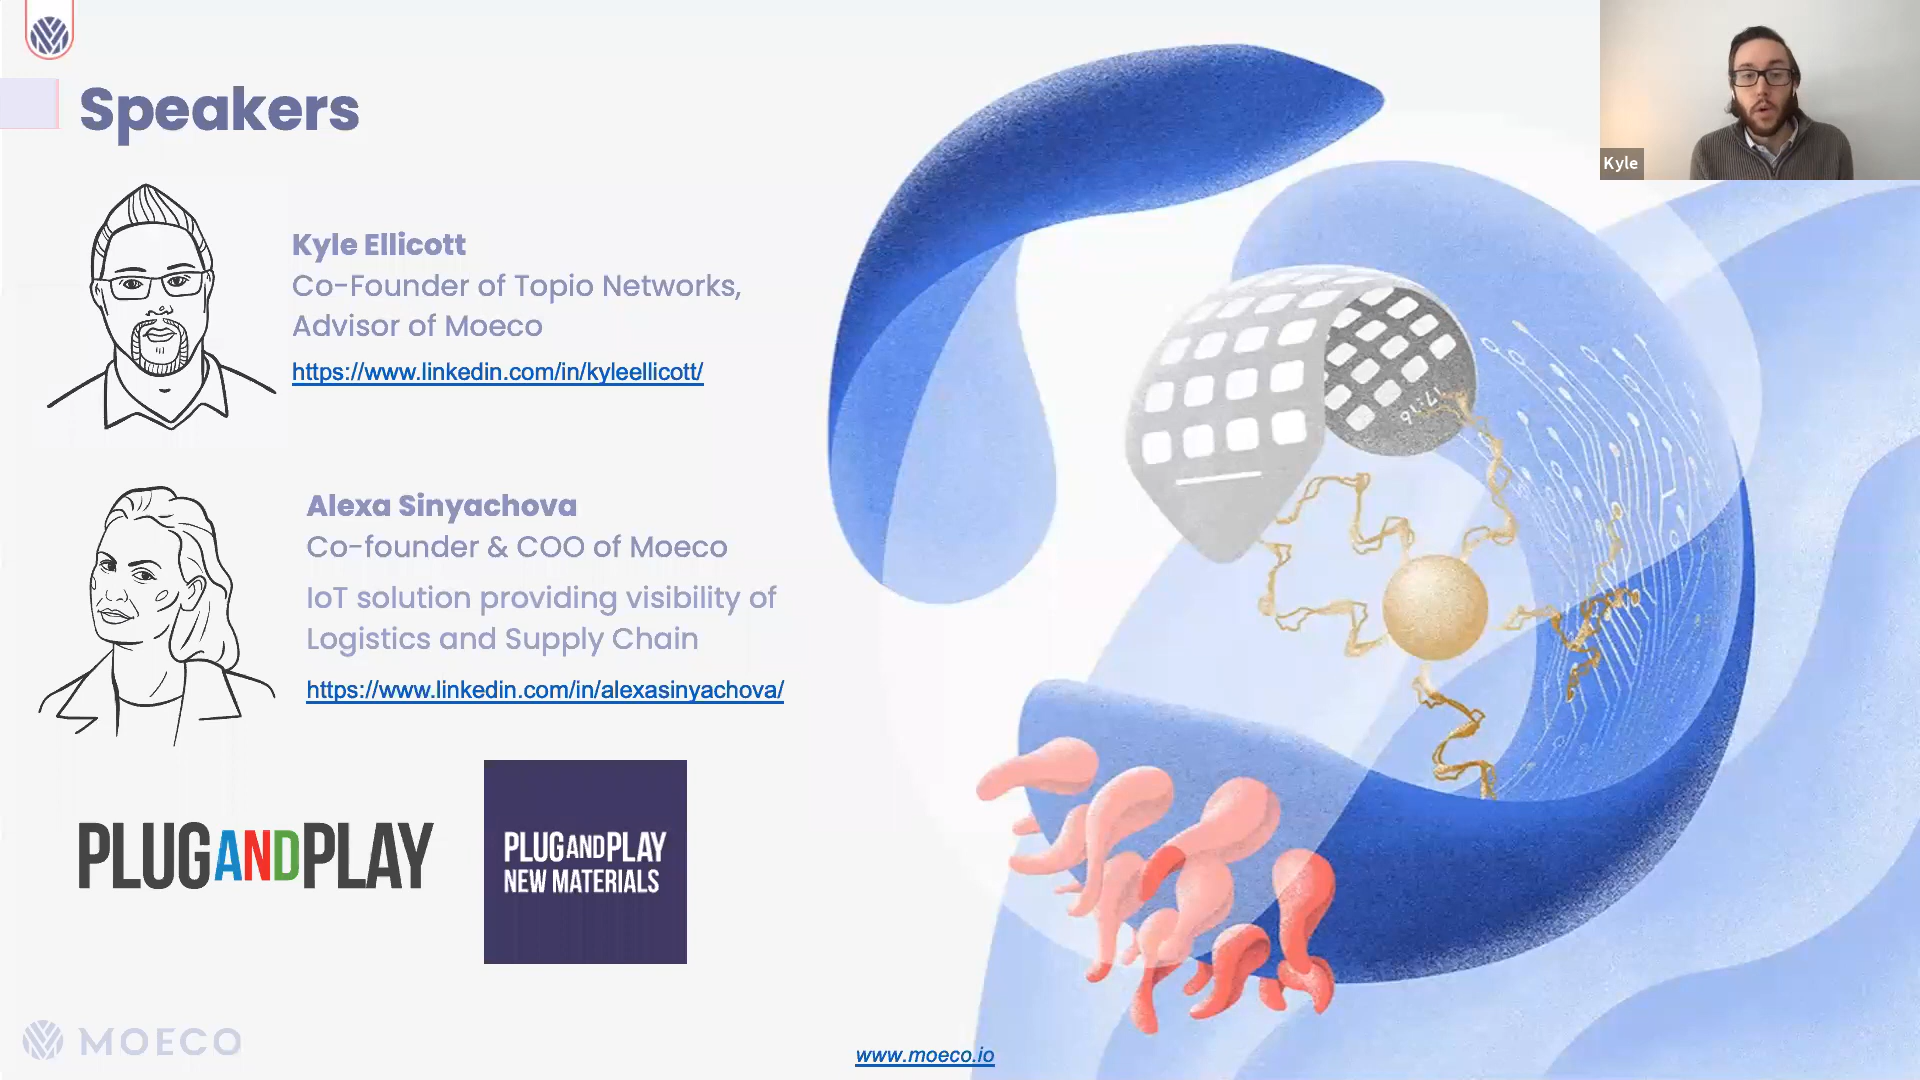 Speakers
Kyle Ellicott
Co-Founder of Topio Networks,
Advisor of Moeco
https://www.linkedin.com/in/kyleellicott/
Alexa Sinyachova
Co-founder & COO of Moeco
IoT solution providing visibility of
Logistics and Supply Chain
https://www.linkedin.com/in/alexasinyachova/
PLUGANDPLAY
PLUGANDPLAY
NEW MATERIALS
MOECO
www.moeco.io
Kyle
17:16